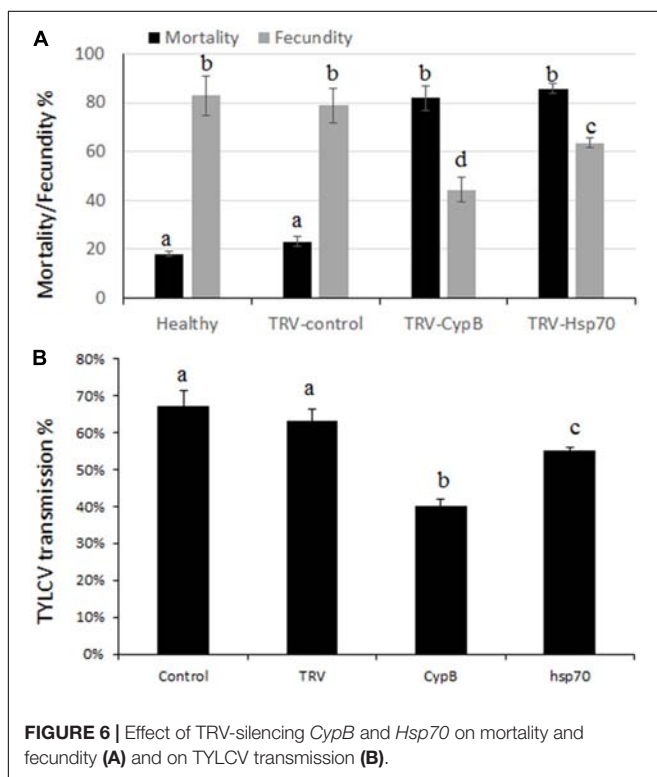 A
Mortality Fecundity
Mortality/Fecundity %
100
80
60
40
20
0
a b a b b d b c
Healthy TRV-control TRV-CypB TRV-Hsp70
B
TYLCV transmission %
80%
70%
60%
50%
40%
30%
20%
10%
0%
a a b c
Control TRV CypB hsp70
FIGURE 6 | Effect of TRV-silencing CypB and Hsp70 on mortality and
fecundity (A) and on TYLCV transmission (B).